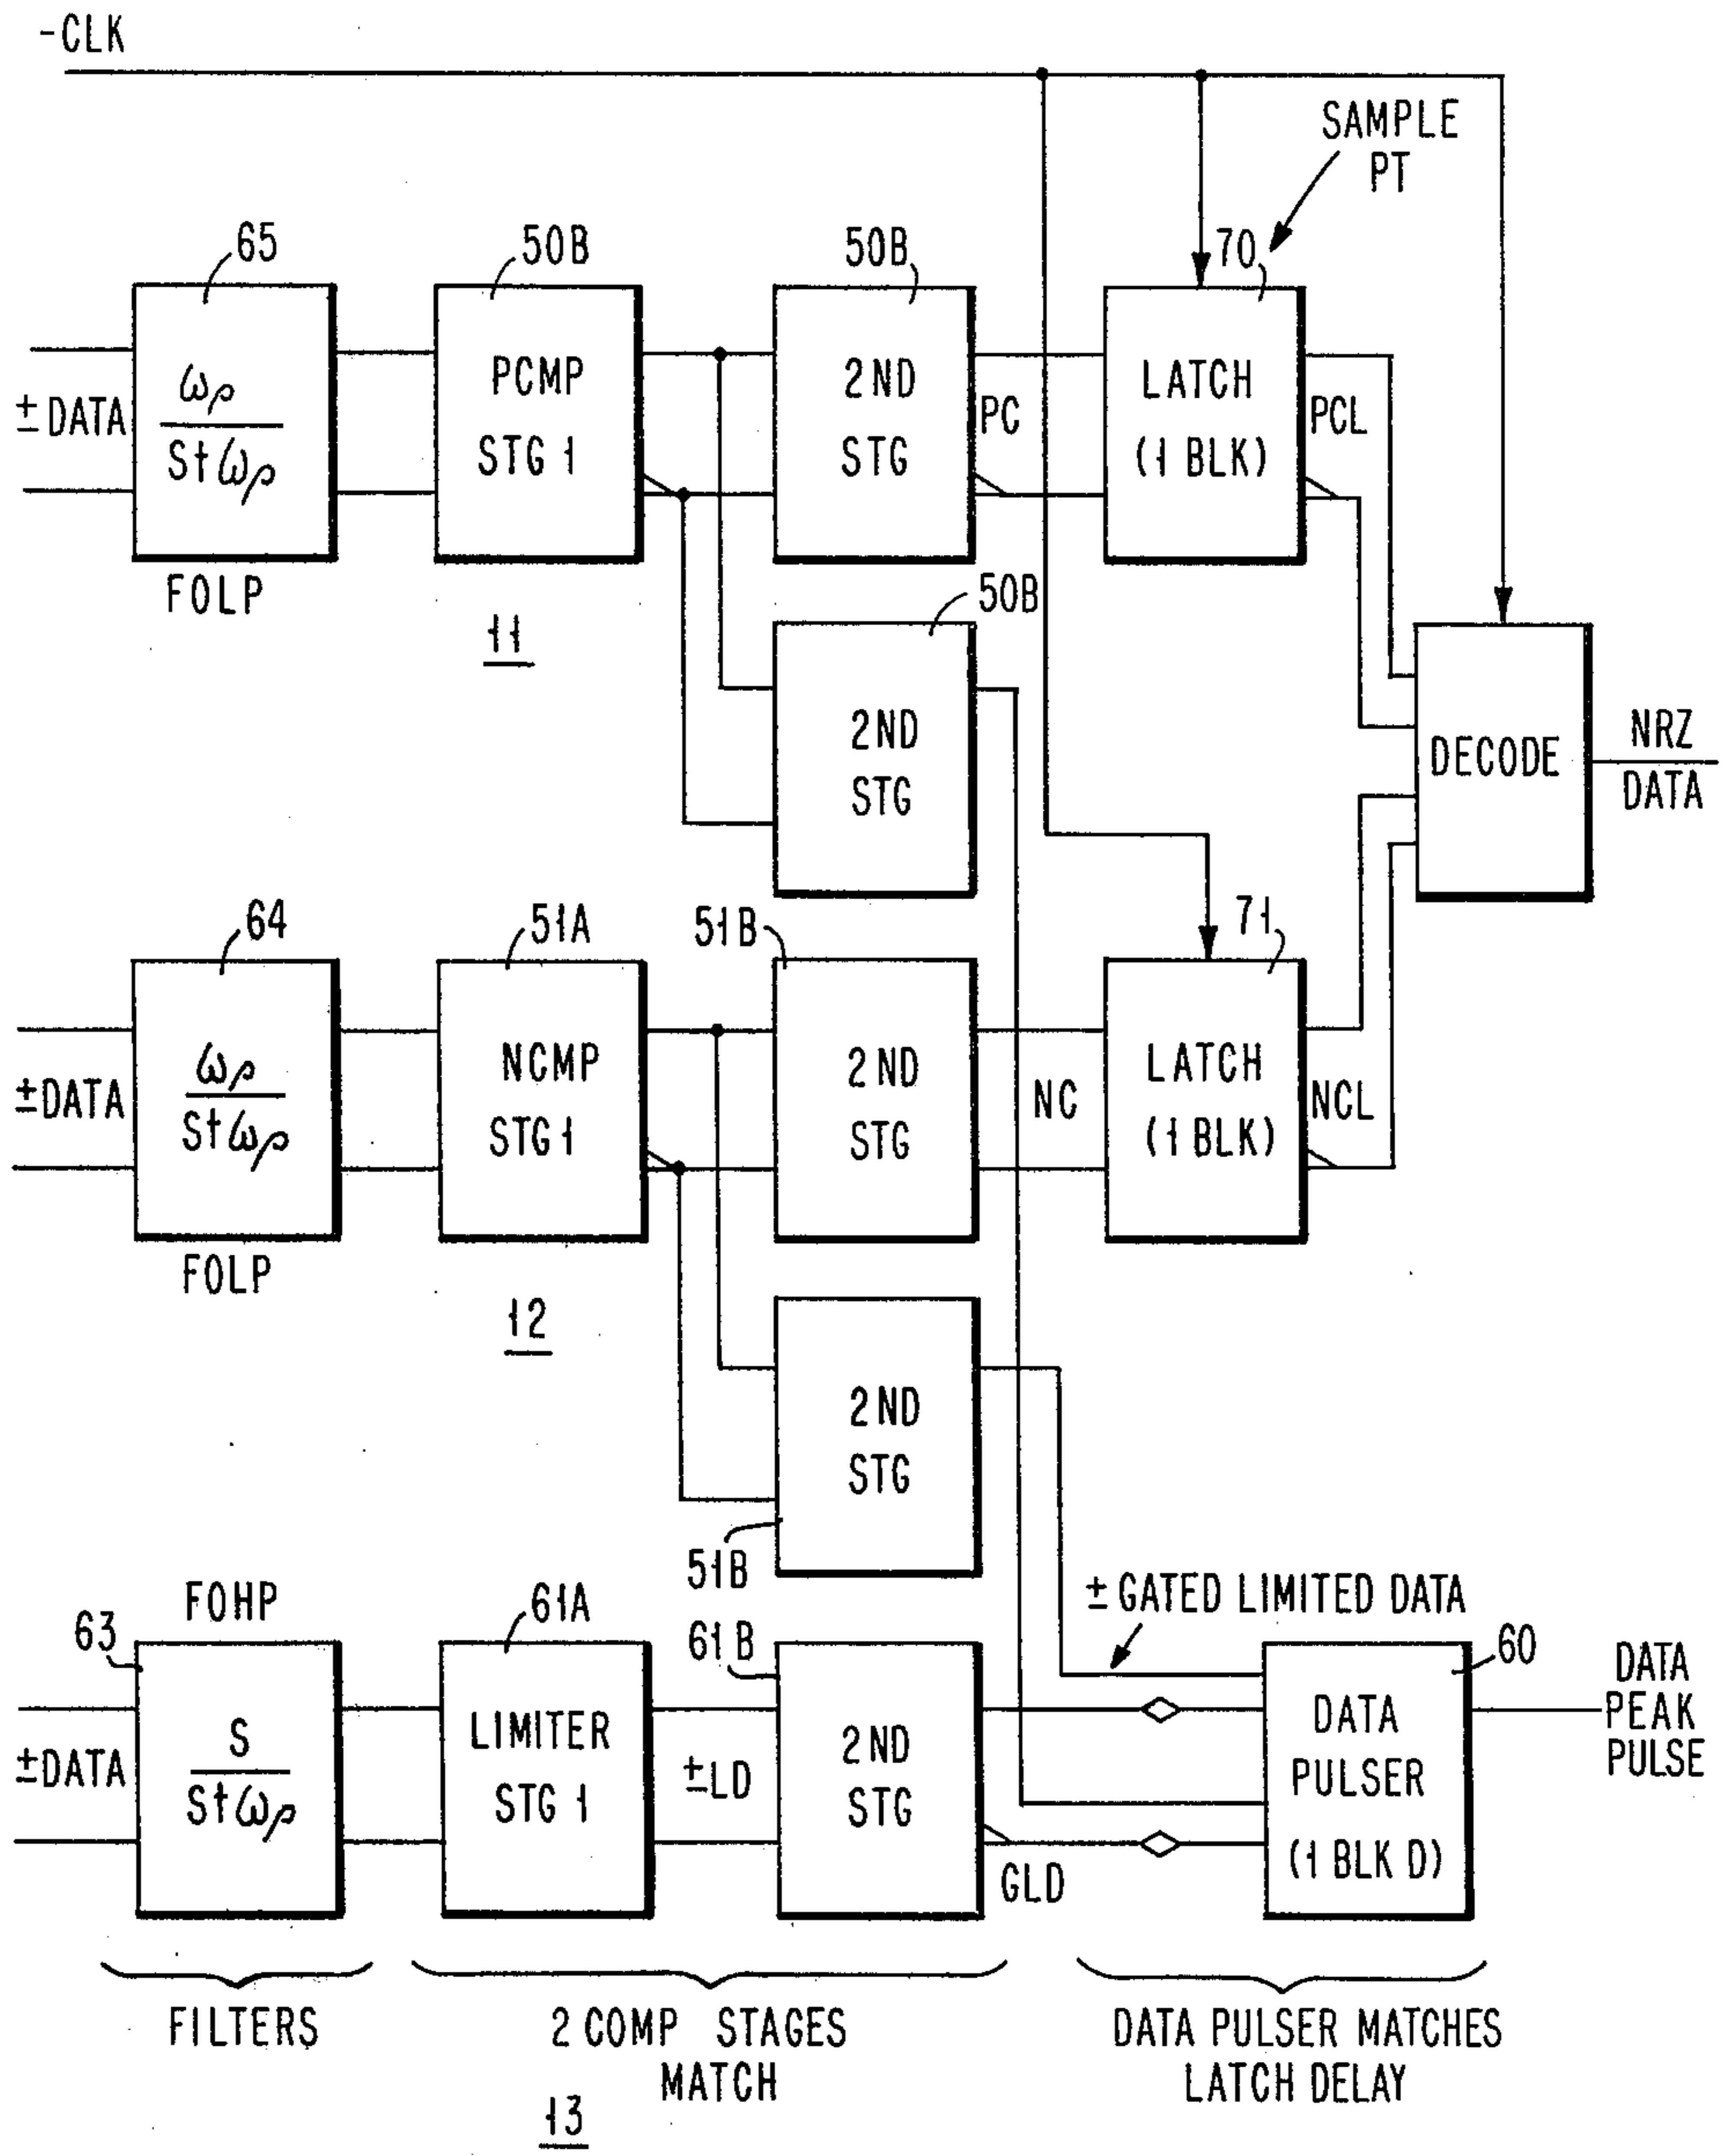 -CLK
SAMPLE
PT
65
50B
50B
70
±DATA
ωp
S+ωp
PCMP
STG 1
2ND
STG
PC
LATCH
(1 BLK)
PCL
FOLP
11
50B
2ND
STG
DECODE
NRZ
DATA
64
51A
51B
71
±DATA
ωp
S+ωp
NCMP
STG 1
2ND
STG
NC
LATCH
(1 BLK)
NCL
FOLP
12
2ND
STG
51B
± GATED LIMITED DATA
FOHP
63
61A
61B
60
±DATA
S
S+ωp
LIMITER
STG 1
±LD
2ND
STG
GLD
DATA
PULSER
(1 BLK D)
DATA
PEAK
PULSE
FILTERS
2 COMP STAGES
MATCH
DATA PULSER MATCHES
LATCH DELAY
13